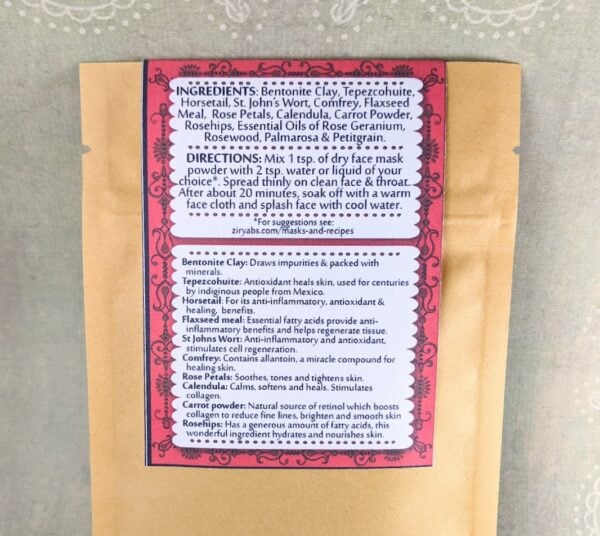 INGREDIENTS: Bentonite Clay, Tepezcohuite,
Horsetail, St. John's Wort, Comfrey, Flaxseed
Meal, Rose Petals, Calendula, Carrot Powder,
Rosehips, Essential Oils of Rose Geranium,
Rosewood, Palmarosa & Petitgrain.
DIRECTIONS: Mix 1 tsp. of dry face mask
powder with 2 tsp. water or liquid of your
choice*. Spread thinly on clean face & throat.
After about 20 minutes, soak off with a warm
face cloth and splash face with cool water.
*For suggestions see:
ziryabs.com/masks-and-recipes
Bentonite Clay: Draws impurities & packed with
minerals.
Tepezcohuite: Antioxidant heals skin, used for centuries
by indiginous people from Mexico.
Horsetail: For its anti-inflammatory, antioxidant &
healing, benefits.
Flaxseed meal: Essential fatty acids provide anti-
inflammatory benefits and helps regenerate tissue.
St Johns Wort: Anti-inflammatory and antioxidant,
stimulates cell regeneration.
Comfrey: Contains allantoin, a miracle compound for
healing skin.
Rose Petals: Soothes, tones and tightens skin.
Calendula: Calms, softens and heals. Stimulates
collagen.
Carrot powder: Natural source of retinol which boosts
collagen to reduce fine lines, brighten and smooth skin
Rosehips: Has a generous amount of fatty acids, this
wonderful ingredient hydrates and nourishes skin.